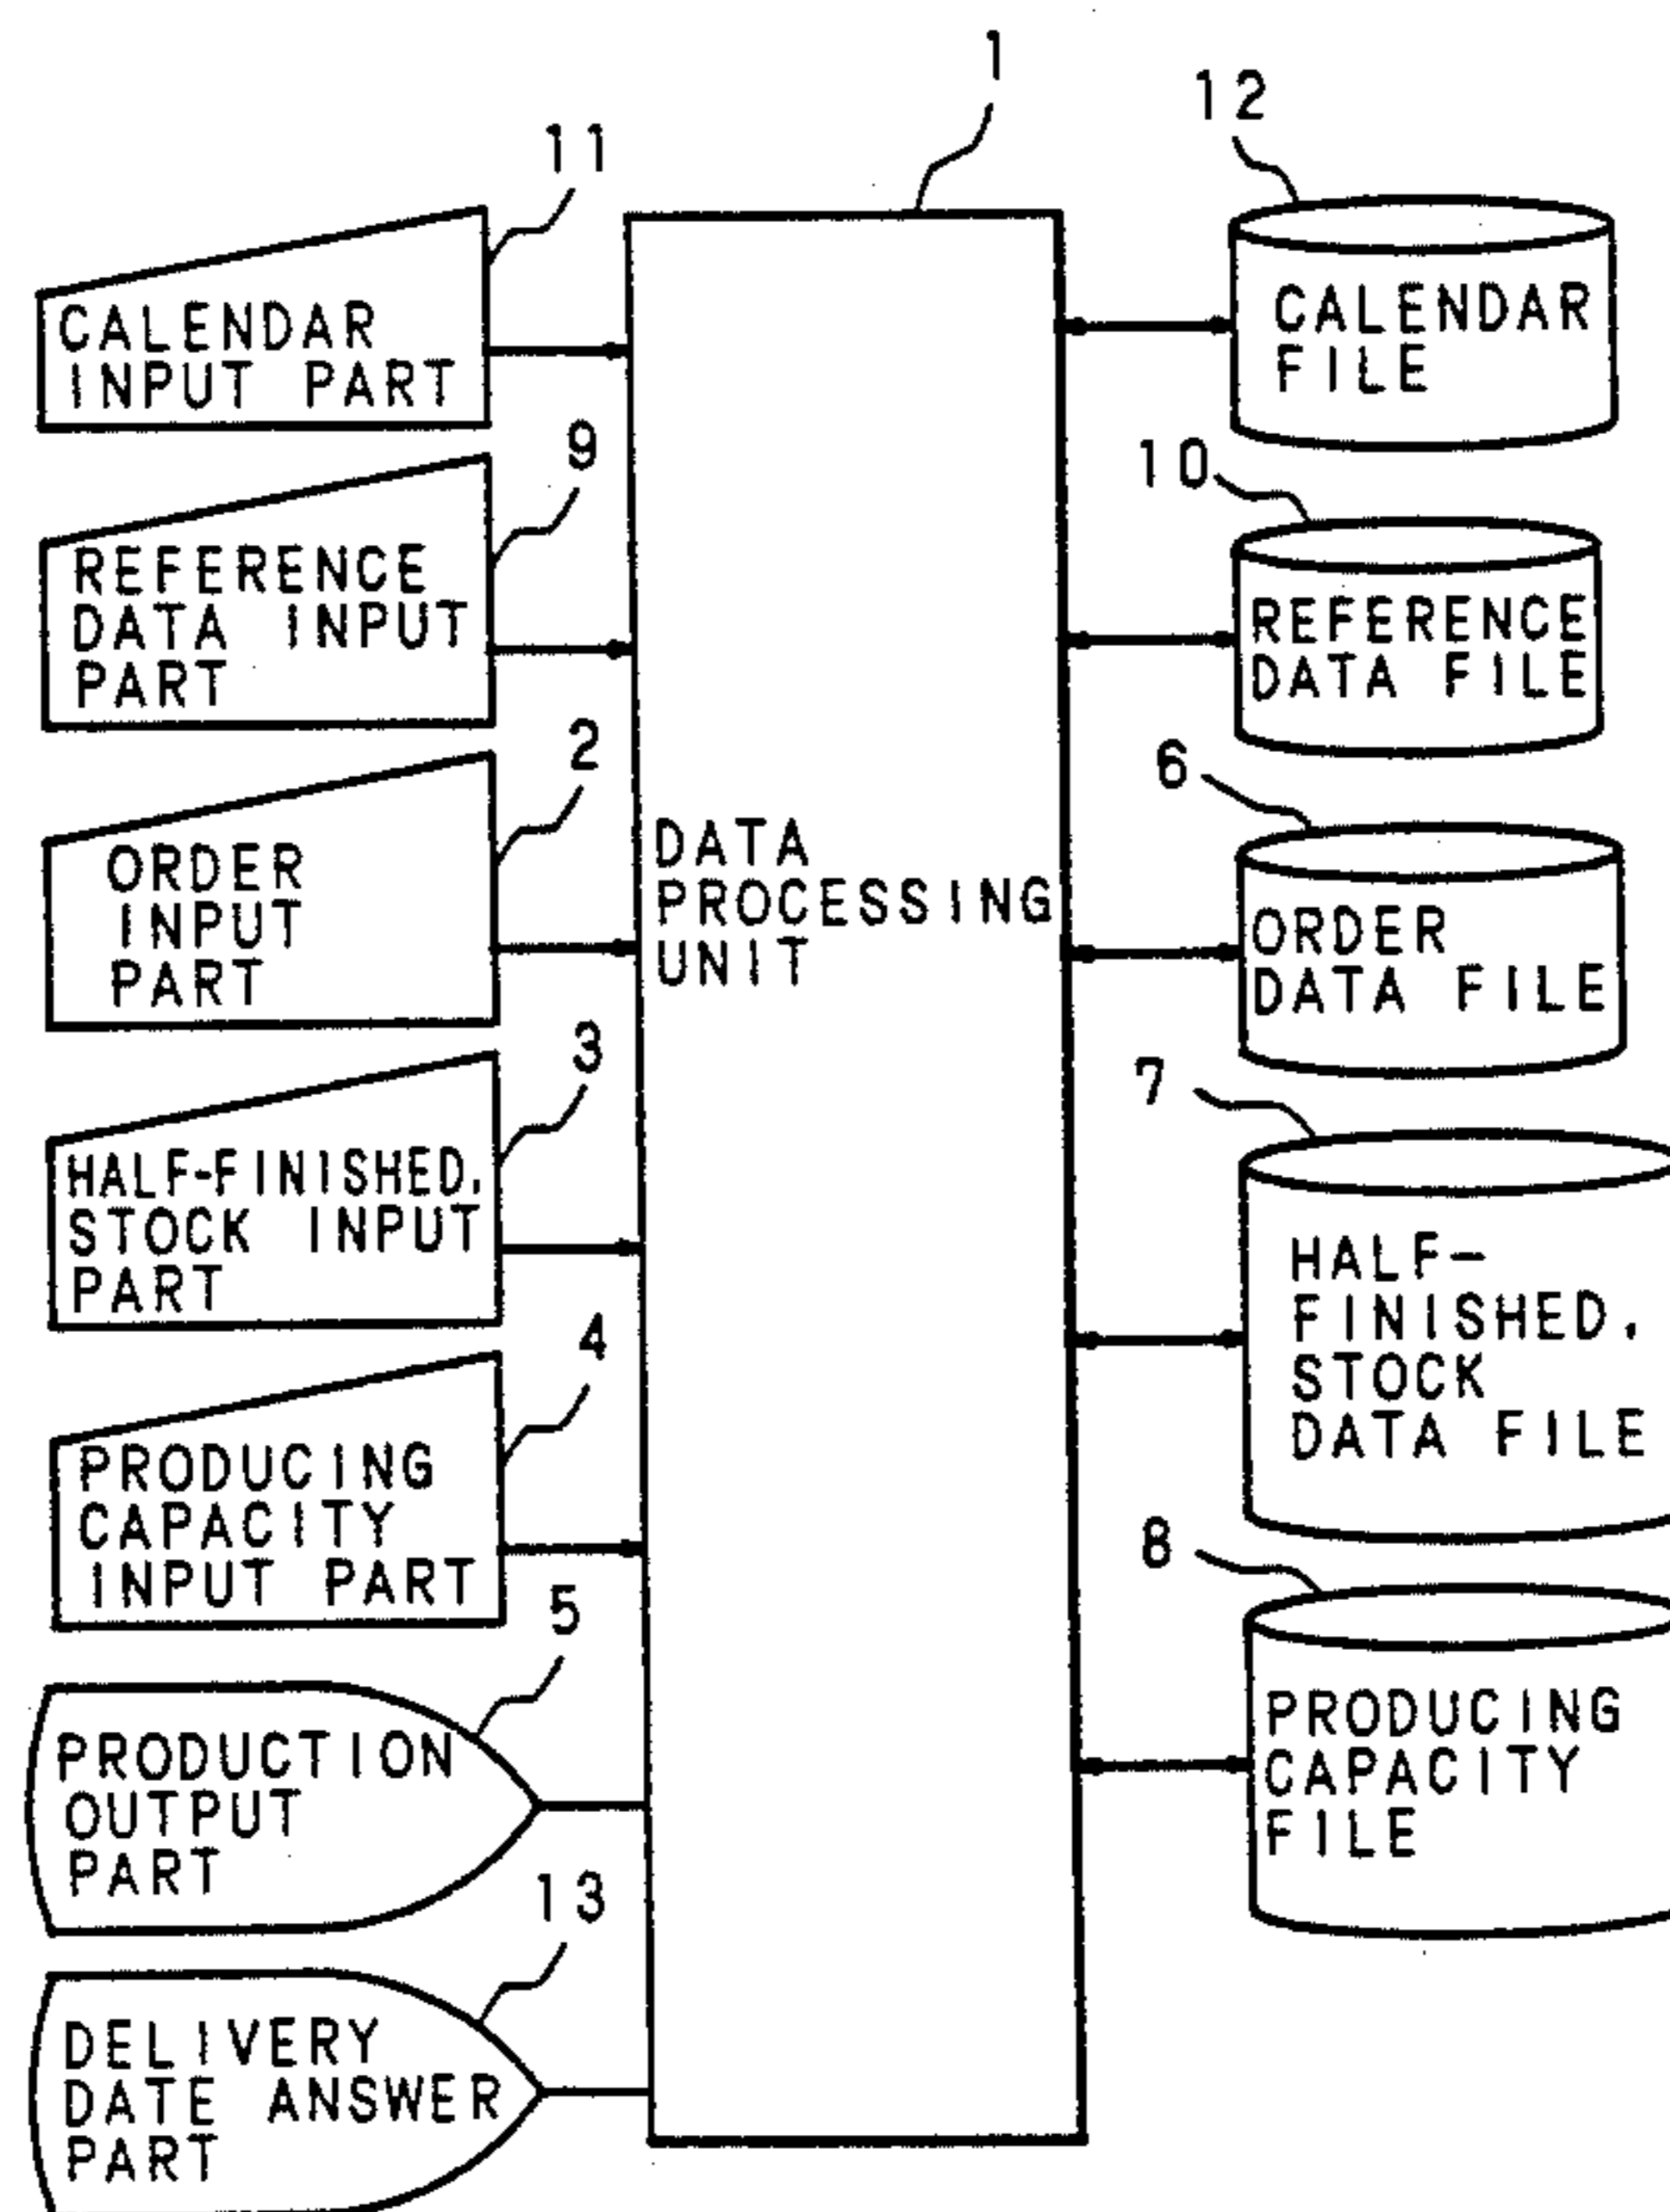 1
11
CALENDAR
INPUT PART
9
REFERENCE
DATA INPUT
PART
2
ORDER
INPUT
PART
3
HALF-FINISHED,
STOCK INPUT
PART
4
PRODUCING
CAPACITY
INPUT PART
5
PRODUCTION
OUTPUT
PART
13
DELIVERY
DATE ANSWER
PART
DATA
PROCESSING
UNIT
12
CALENDAR
FILE
10
REFERENCE
DATA FILE
6
ORDER
DATA FILE
7
HALF-
FINISHED,
STOCK
DATA FILE
8
PRODUCING
CAPACITY
FILE